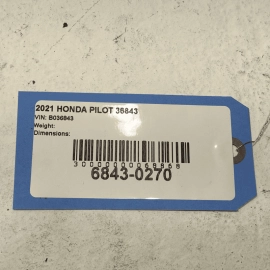 2021 HONDA PILOT 36843
VIN: B036843
Weight:
Dimensions:
6843-0270